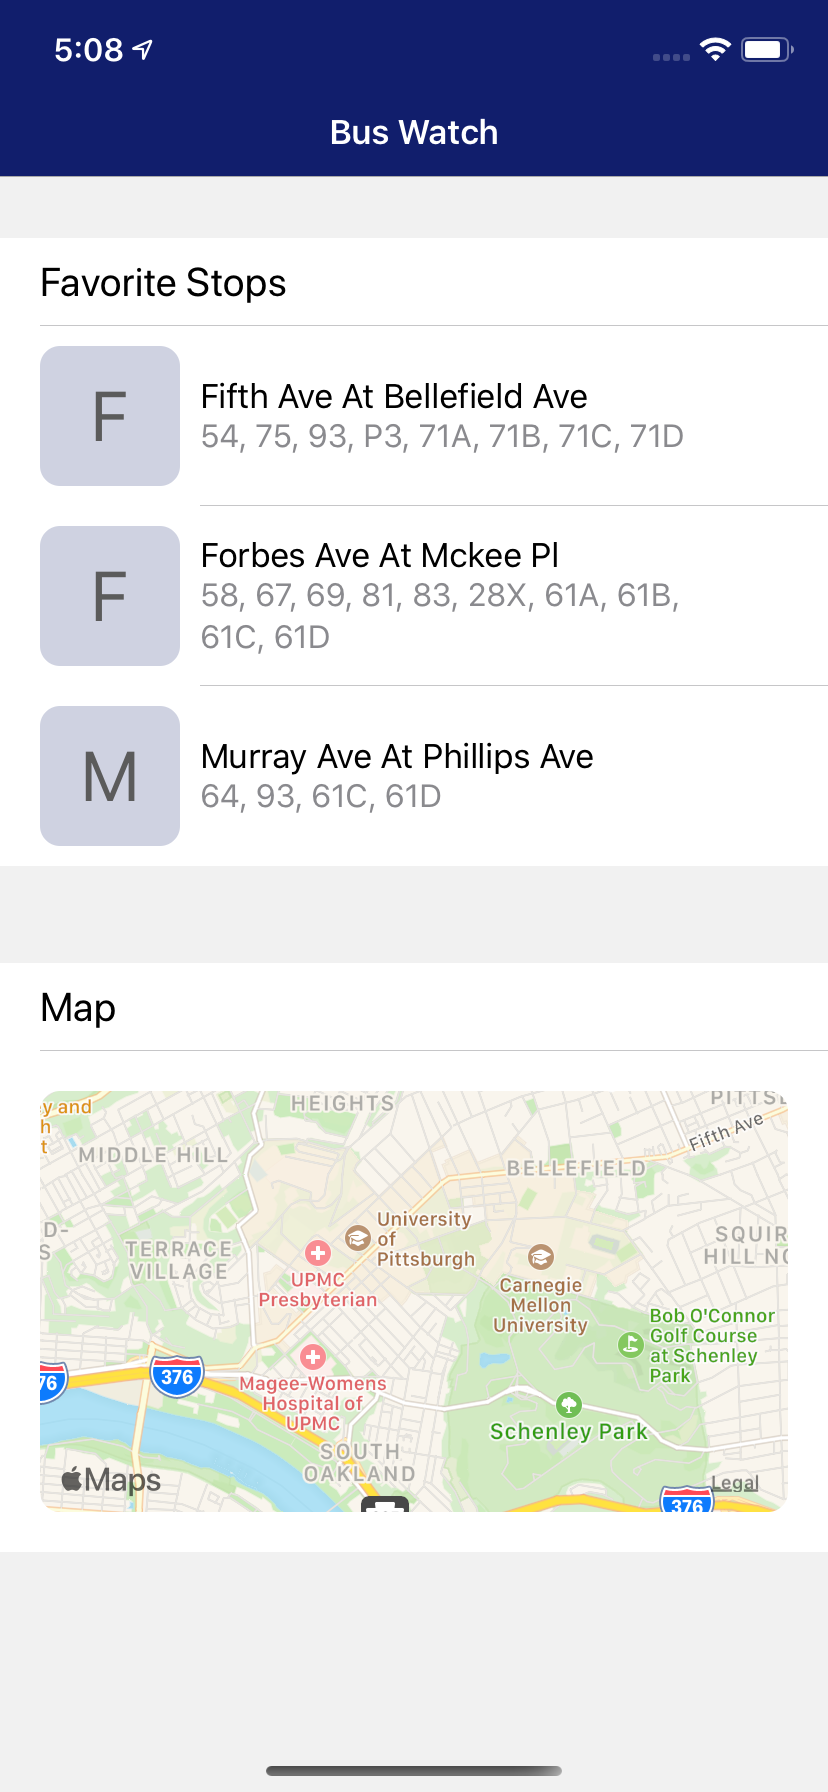 5:08
Bus Watch
Favorite Stops
F
Fifth Ave At Bellefield Ave
54, 75, 93, P3, 71A, 71B, 71C, 71D
F
Forbes Ave At Mckee Pl
58, 67, 69, 81, 83, 28X, 61A, 61B,
61C, 61D
M
Murray Ave At Phillips Ave
64, 93, 61C, 61D
Map
y and
h
t
HEIGHTS
PITTS
Fifth Ave
MIDDLE HILL
BELLEFIELD
D-
S
TERRACE
VILLAGE
University
of
Pittsburgh
SQUIR
HILL NO
UPMC
Presbyterian
Carnegie
Mellon
University
Bob O'Connor
Golf Course
at Schenley
Park
76
376
Magee-Womens
Hospital of
UPMC
Schenley Park
SOUTH
OAKLAND
Maps
Legal
376